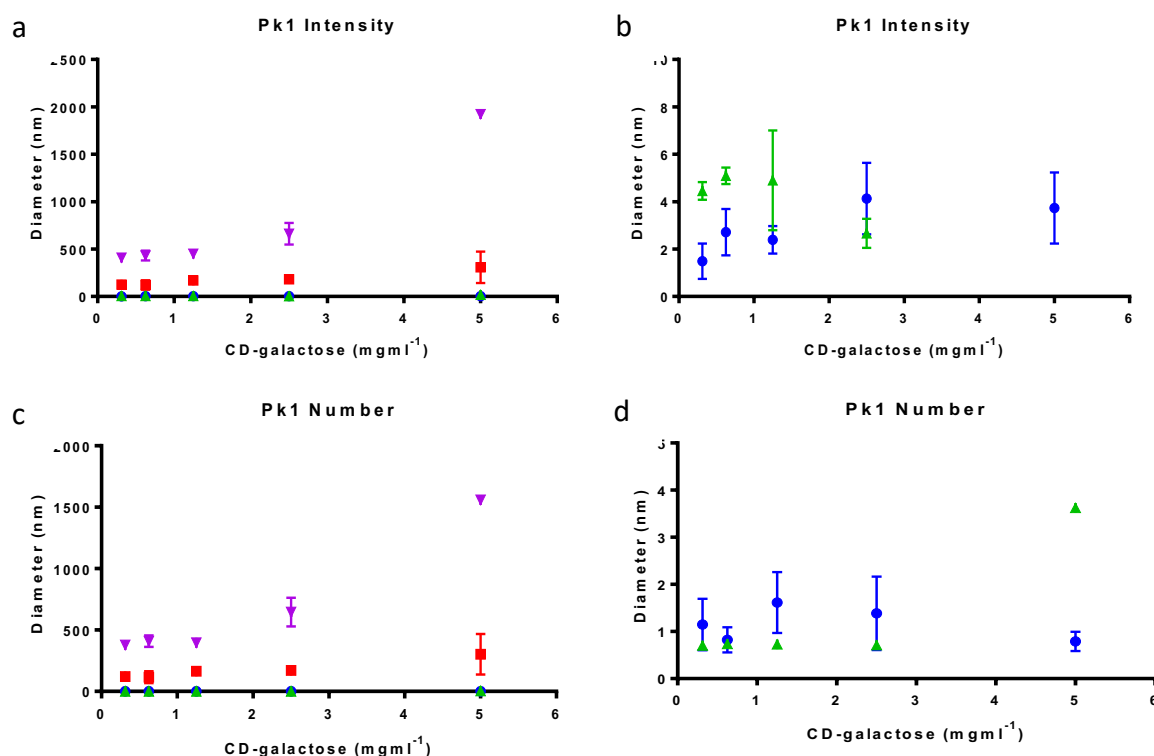 a
Pk1 Intensity
2000
1500
1000
500
0
Diameter (nm)
0 1 2 3 4 5 6
CD-galactose (mgml-1)
b
Pk1 Intensity
8
6
4
2
0
Diameter (nm)
0 1 2 3 4 5 6
CD-galactose (mgml-1)
c
Pk1 Number
1500
1000
500
0
Diameter (nm)
0 1 2 3 4 5 6
CD-galactose (mgml-1)
d
Pk1 Number
4
3
2
1
0
Diameter (nm)
0 1 2 3 4 5 6
CD-galactose (mgml-1)